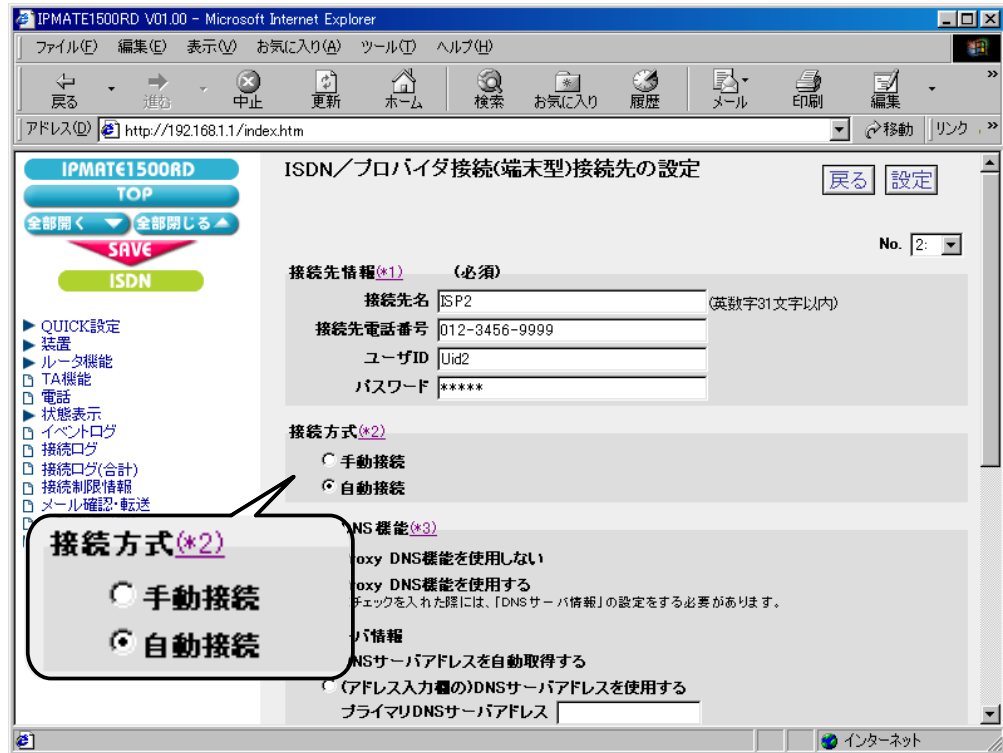 IPMATE1500RD V01.00 - Microsoft Internet Explorer
ファイル(F) 編集(E) 表示(V) お気に入り(A) ツール(T) ヘルプ(H)
戻る 進む 中止 更新 ホーム 検索 お気に入り 履歴 メール 印刷 編集 »
アドレス(D) http://192.168.1.1/index.htm 移動 リンク »
IPMATE1500RD
TOP
全部開く 全部閉じる
SAVE
ISDN
QUICK設定
装置
ルータ機能
TA機能
電話
状態表示
イベントログ
接続ログ
接続ログ(合計)
接続制限情報
メール確認・転送
ISDN／プロバイダ接続(端末型)接続先の設定
戻る 設定
No. 2:
接続先情報(*1) (必須)
接続先名 ISP2 (英数字31文字以内)
接続先電話番号 012-3456-9999
ユーザID Uid2
パスワード *****
接続方式(*2)
手動接続
自動接続
接続方式(*2)
手動接続
自動接続
NS機能(*3)
roxy DNS機能を使用しない
roxy DNS機能を使用する
チェックを入れた際には、「DNSサーバ情報」の設定をする必要があります。
バ情報
NSサーバアドレスを自動取得する
(アドレス入力欄の)DNSサーバアドレスを使用する
プライマリDNSサーバアドレス
インターネット